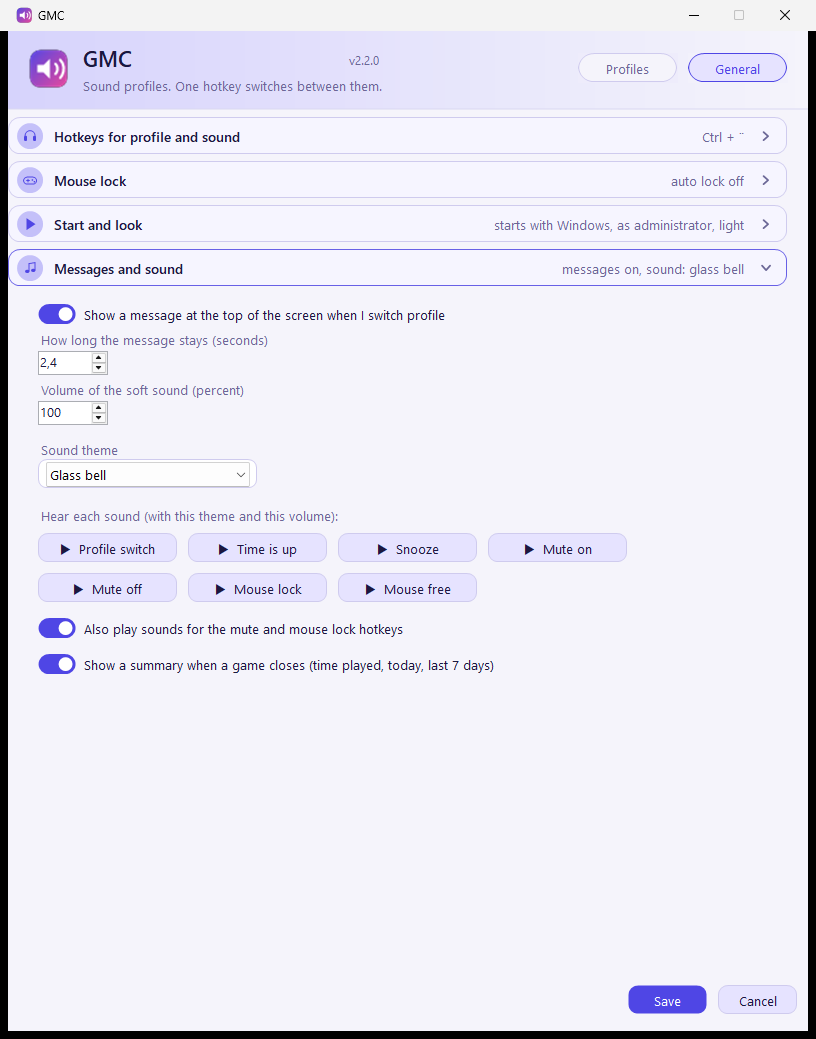 GMC
GMC
v2.2.0
Sound profiles. One hotkey switches between them.
Profiles
General
Hotkeys for profile and sound
Ctrl + ¨
Mouse lock
auto lock off
Start and look
starts with Windows, as administrator, light
Messages and sound
messages on, sound: glass bell
Show a message at the top of the screen when I switch profile
How long the message stays (seconds)
2,4
Volume of the soft sound (percent)
100
Sound theme
Glass bell
Hear each sound (with this theme and this volume):
▶ Profile switch
▶ Time is up
▶ Snooze
▶ Mute on
▶ Mute off
▶ Mouse lock
▶ Mouse free
Also play sounds for the mute and mouse lock hotkeys
Show a summary when a game closes (time played, today, last 7 days)
Save
Cancel